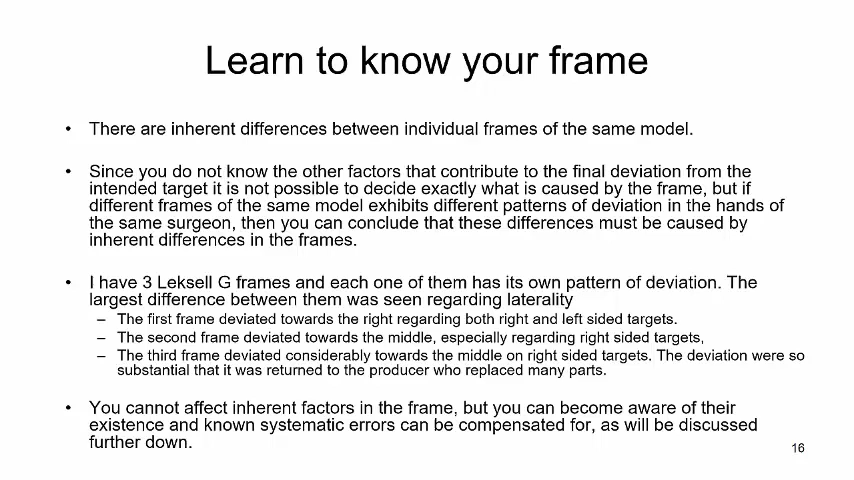 Learn to know your frame
• There are inherent differences between individual frames of the same model.
• Since you do not know the other factors that contribute to the final deviation from the
intended target it is not possible to decide exactly what is caused by the frame, but if
different frames of the same model exhibits different patterns of deviation in the hands of
the same surgeon, then you can conclude that these differences must be caused by
inherent differences in the frames.
• I have 3 Leksell G frames and each one of them has its own pattern of deviation. The
largest difference between them was seen regarding laterality
– The first frame deviated towards the right regarding both right and left sided targets.
– The second frame deviated towards the middle, especially regarding right sided targets,
– The third frame deviated considerably towards the middle on right sided targets. The deviation were so
substantial that it was returned to the producer who replaced many parts.
• You cannot affect inherent factors in the frame, but you can become aware of their
existence and known systematic errors can be compensated for, as will be discussed
further down.
16